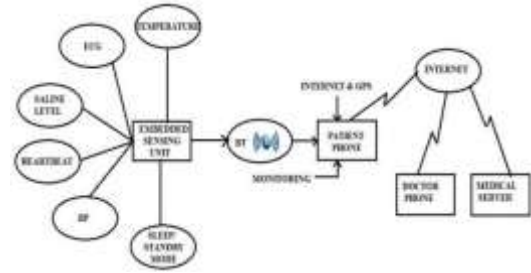 TEMPERATURE
ECG
SALINE
LEVEL
HEARTBEAT
BP
SLEEP/
STANDBY
MODE
EMBEDDED
SENSING
UNIT
BT
INTERNET & GPS
PATIENT
PHONE
MONITORING
INTERNET
DOCTOR
PHONE
MEDICAL
SERVER